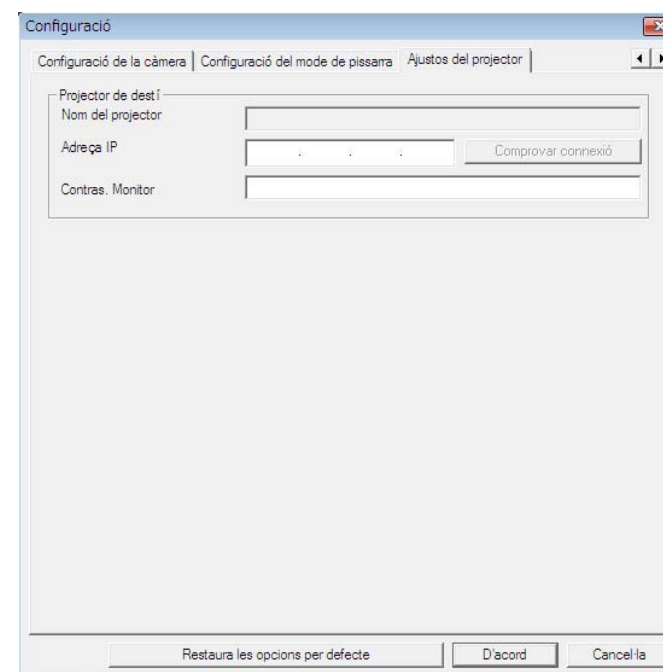 Configuració
Configuració de la càmera Configuració del mode de pissarra Ajustos del projector
Projector de destí
Nom del projector
Adreça IP . . . Comprovar connexió
Contras. Monitor
Restaura les opcions per defecte D'acord Cancel·la